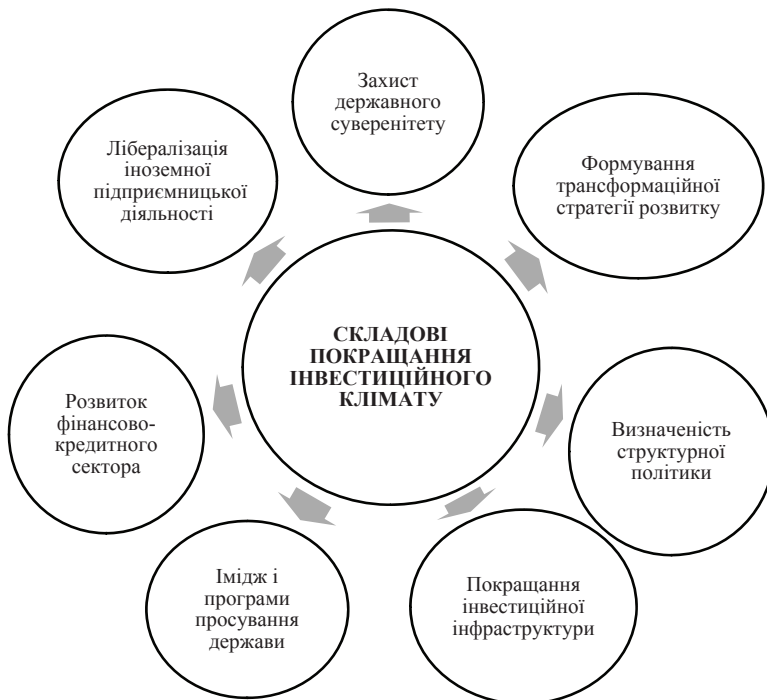 Захист
державного
суверенітету
Лібералізація
іноземної
підприємницької
діяльності
Формування
трансформаційної
стратегії розвитку
СКЛАДОВІ
ПОКРАЩАННЯ
ІНВЕСТИЦІЙНОГО
КЛІМАТУ
Розвиток
фінансово-
кредитного
сектора
Визначеність
структурної
політики
Імідж і
програми
просування
держави
Покращання
інвестиційної
інфраструктури